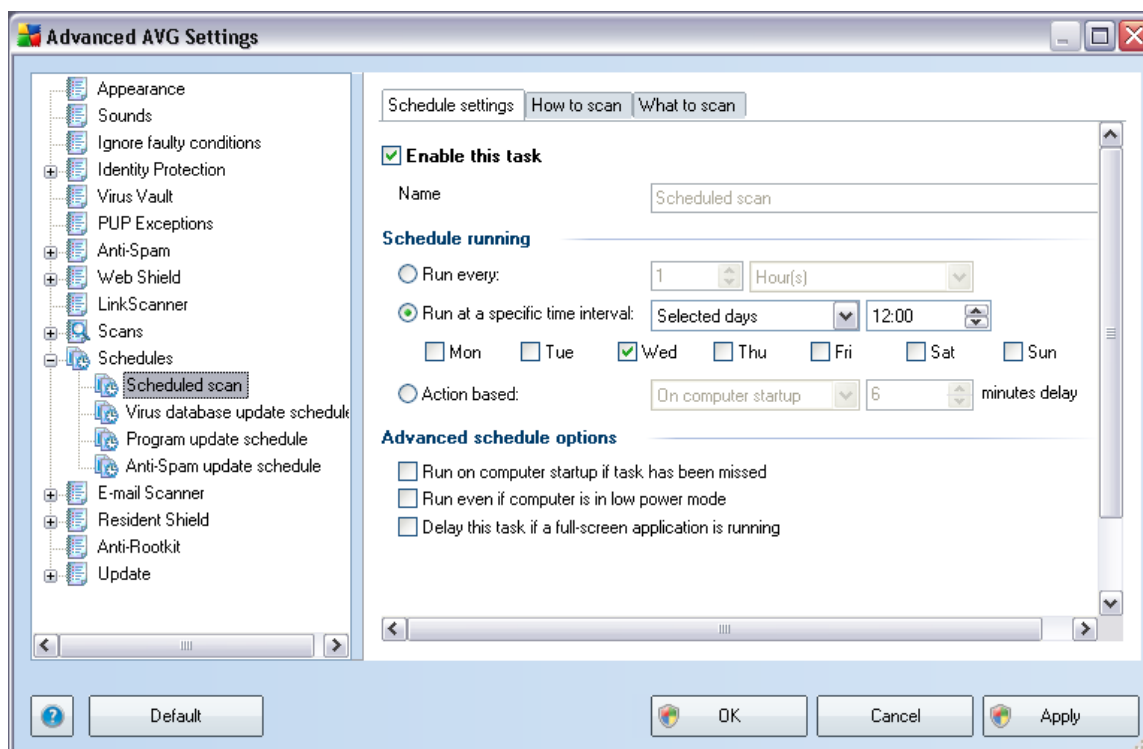 Advanced AVG Settings
Appearance
Sounds
Ignore faulty conditions
Identity Protection
Virus Vault
PUP Exceptions
Anti-Spam
Web Shield
LinkScanner
Scans
Schedules
Scheduled scan
Virus database update schedule
Program update schedule
Anti-Spam update schedule
E-mail Scanner
Resident Shield
Anti-Rootkit
Update
Schedule settings How to scan What to scan
Enable this task
Name Scheduled scan
Schedule running
Run every: 1 Hour(s)
Run at a specific time interval: Selected days 12:00
Mon Tue Wed Thu Fri Sat Sun
Action based: On computer startup 6 minutes delay
Advanced schedule options
Run on computer startup if task has been missed
Run even if computer is in low power mode
Delay this task if a full-screen application is running
? Default OK Cancel Apply